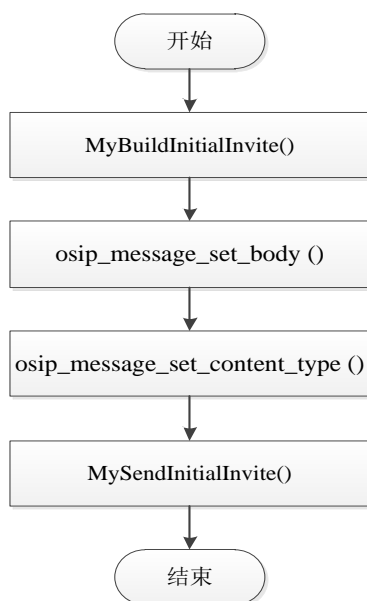 开始
MyBuildInitialInvite()
osip_message_set_body ()
osip_message_set_content_type ()
MySendInitialInvite()
结束